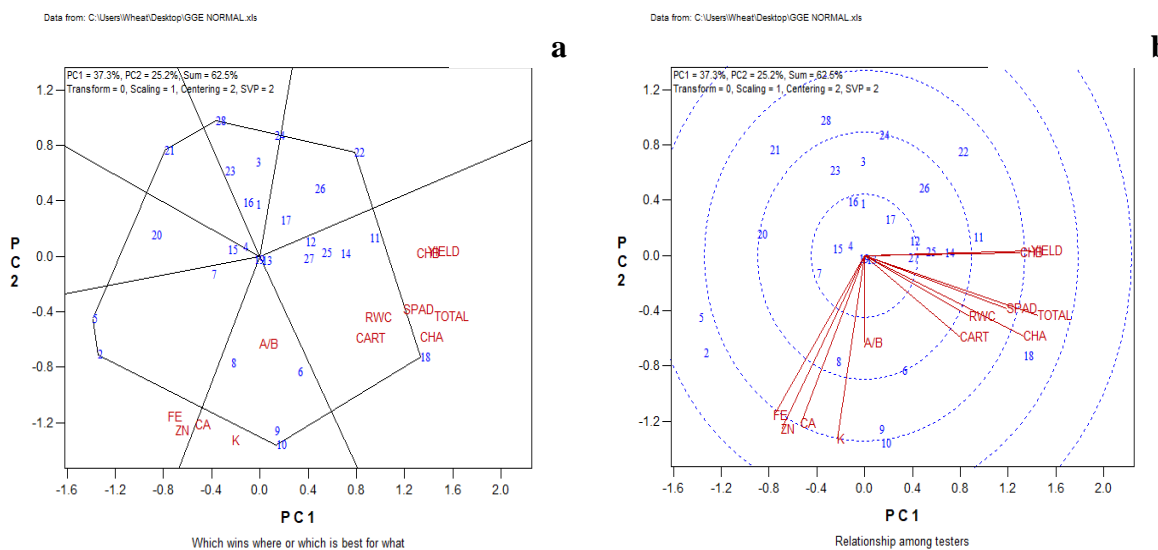 Data from: C:\Users\Wheat\Desktop\GGE NORMAL.xls
a
PC1 = 37.3%, PC2 = 25.2%, Sum = 62.5%
Transform = 0, Scaling = 1, Centering = 2, SVP = 2
1.2
28
24
0.8
21
22
3
23
26
0.4
16
1
17
20
12
11
15
4
25
14
CHB
YIELD
P
C
2
0.0
13
27
7
-0.4
5
SPAD
RWC
TOTAL
CART
CHA
A/B
2
18
-0.8
8
6
FE
-1.2
ZN
CA
9
K
10
-1.6
-1.2
-0.8
-0.4
0.0
0.4
0.8
1.2
1.6
2.0
PC1
Which wins where or which is best for what
Data from: C:\Users\Wheat\Desktop\GGE NORMAL.xls
b
PC1 = 37.3%, PC2 = 25.2%, Sum = 62.5%
Transform = 0, Scaling = 1, Centering = 2, SVP = 2
1.2
28
24
0.8
21
22
3
23
26
0.4
16
1
17
20
12
11
15
4
25
14
CHB
YIELD
P
C
2
0.0
27
7
-0.4
5
SPAD
RWC
TOTAL
CART
CHA
A/B
2
18
-0.8
8
6
FE
-1.2
ZN
CA
9
K
10
-1.6
-1.2
-0.8
-0.4
0.0
0.4
0.8
1.2
1.6
2.0
PC1
Relationship among testers